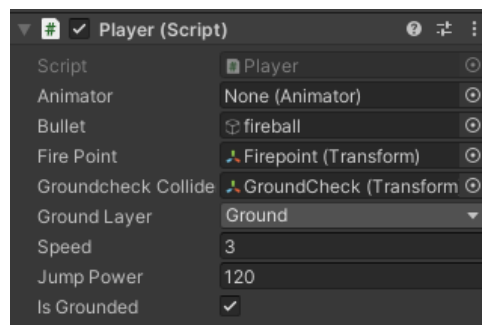 # Player (Script)
Script # Player
Animator None (Animator)
Bullet fireball
Fire Point Firepoint (Transform)
Groundcheck Collide GroundCheck (Transform
Ground Layer Ground
Speed 3
Jump Power 120
Is Grounded